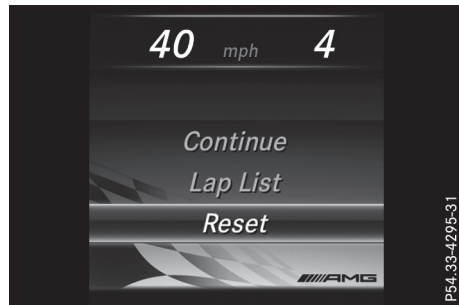 40 mph 4
Continue
Lap List
Reset
AMG
P54.33-4295-31